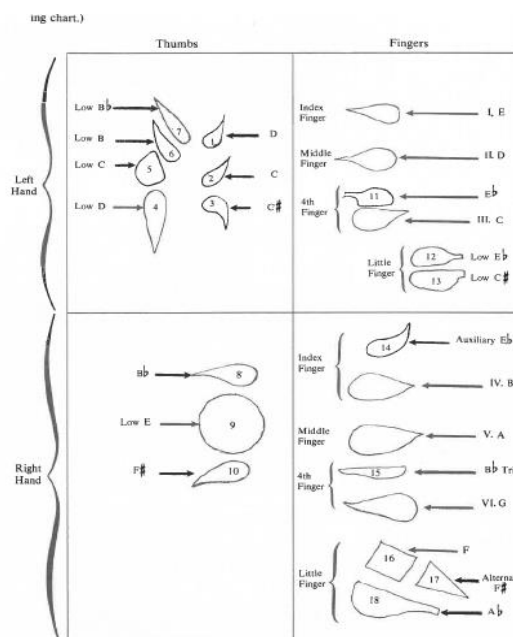 ing chart.)
Thumbs
Fingers
Left
Hand
Low B♭
7
Low B
6
Low C
5
Low D
4
1
D
2
C
3
C♯
Index
Finger
I. E
Middle
Finger
II. D
4th
Finger
11
E♭
III. C
Little
Finger
12
Low E♭
13
Low C♯
Right
Hand
B♭
8
Low E
9
F♯
10
Index
Finger
14
Auxiliary E♭
IV. B
Middle
Finger
V. A
4th
Finger
15
B♭ Tri
VI. G
Little
Finger
16
F
17
Alterna
F♯
18
A♭